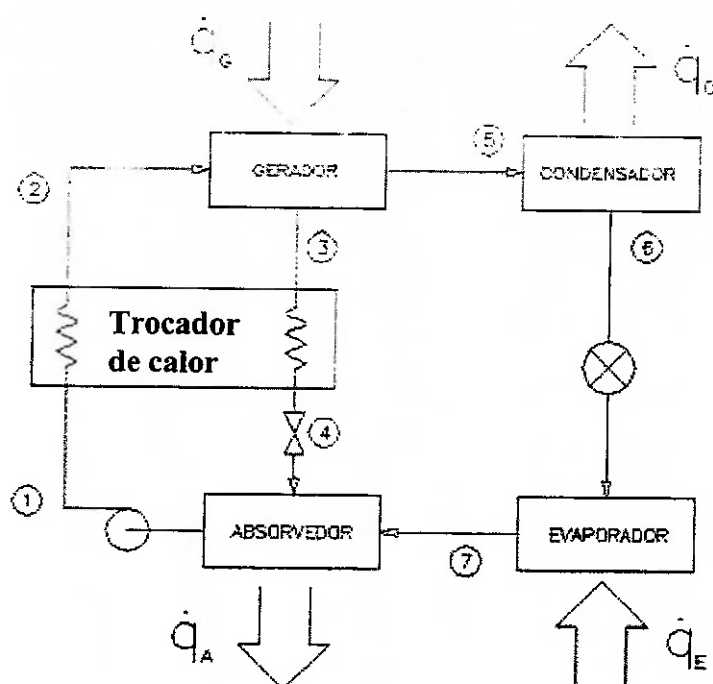 q̇G
q̇C
GERADOR
5
CONDENSADOR
2
3
6
Trocador
de calor
4
1
ABSORVEDOR
7
EVAPORADOR
q̇A
q̇E